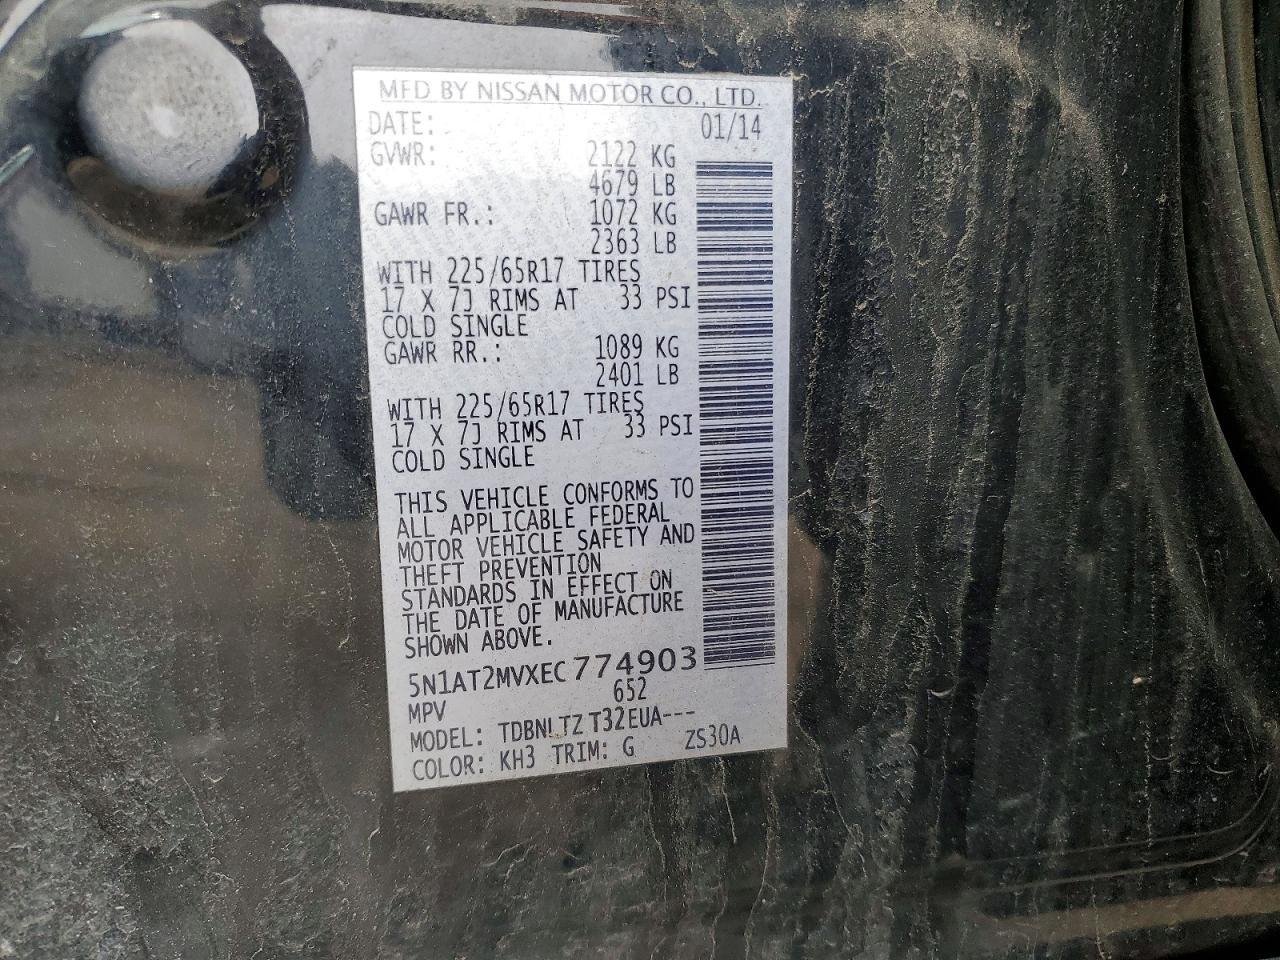 MFD BY NISSAN MOTOR CO., LTD.
DATE: 01/14
GVWR: 2122 KG
4679 LB
GAWR FR.: 1072 KG
2363 LB
WITH 225/65R17 TIRES
17 X 7J RIMS AT 33 PSI
COLD SINGLE
GAWR RR.: 1089 KG
2401 LB
WITH 225/65R17 TIRES
17 X 7J RIMS AT 33 PSI
COLD SINGLE
THIS VEHICLE CONFORMS TO
ALL APPLICABLE FEDERAL
MOTOR VEHICLE SAFETY AND
THEFT PREVENTION
STANDARDS IN EFFECT ON
THE DATE OF MANUFACTURE
SHOWN ABOVE.
5N1AT2MVXEC 774903
MPV 652
MODEL: TDBNLTZ T32EUA---
COLOR: KH3 TRIM: G ZS30A